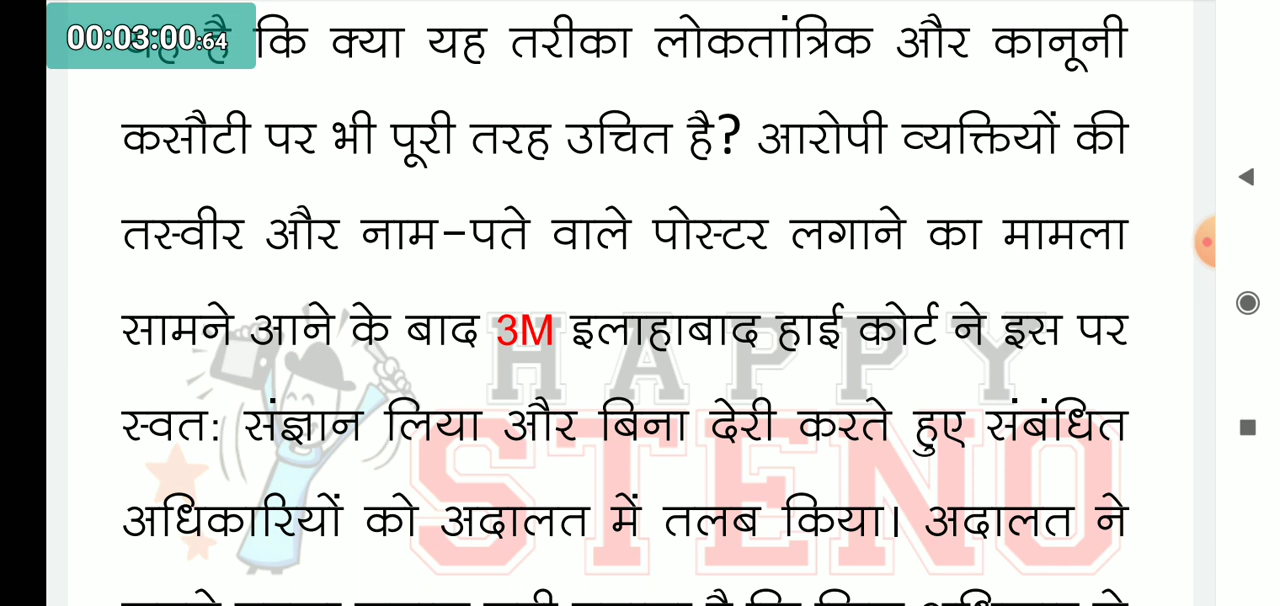 00:03:00:64
है कि क्या यह तरीका लोकतांत्रिक और कानूनी
कसौटी पर भी पूरी तरह उचित है? आरोपी व्यक्तियों की
तस्वीर और नाम-पते वाले पोस्टर लगाने का मामला
सामने आने के बाद 3M इलाहाबाद हाई कोर्ट ने इस पर
स्वत: संज्ञान लिया और बिना देरी करते हुए संबंधित
अधिकारियों को अदालत में तलब किया। अदालत ने
HAPPY
STENO